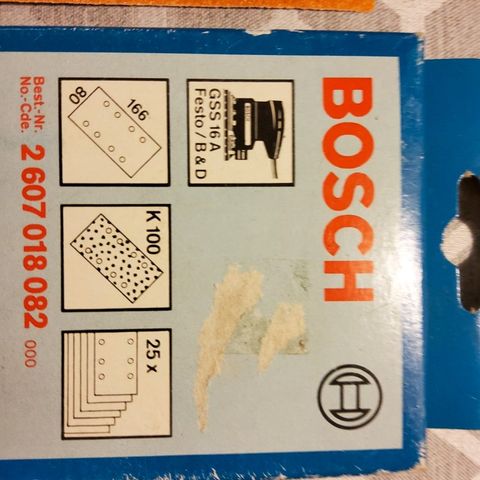 BOSCH
GSS 16 A
Festo / B & D
80
166
K 100
25 x
Best.-Nr.
No.-Cde.
2 607 018 082 000